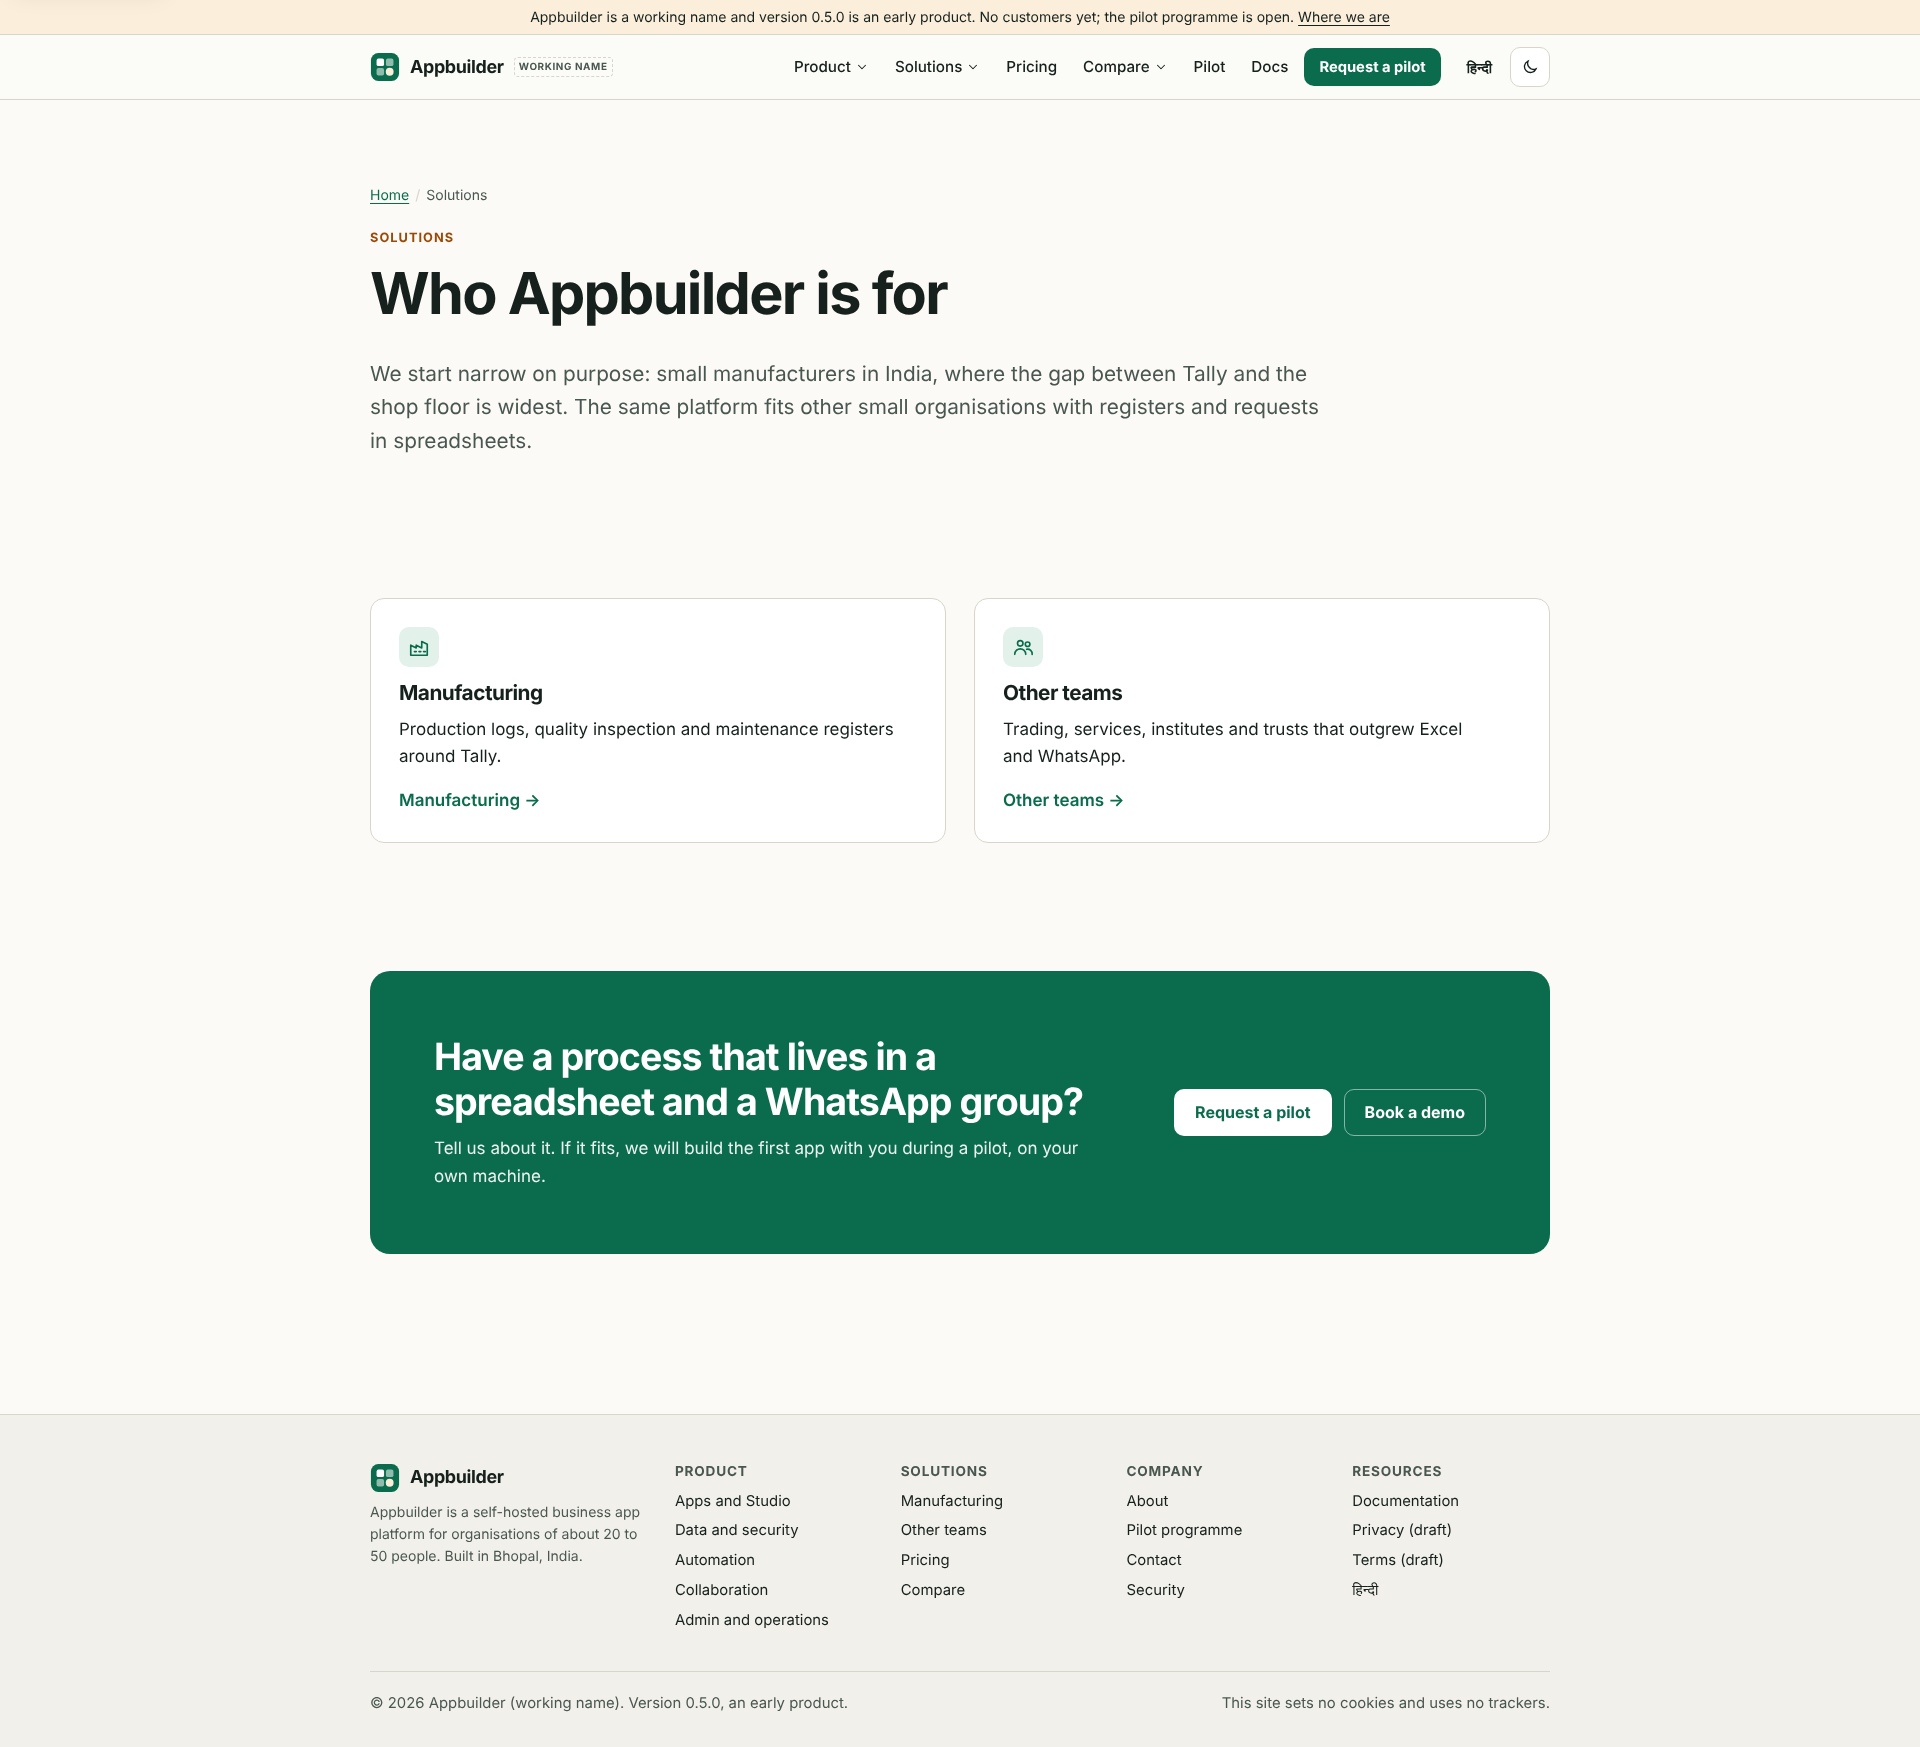 Appbuilder is a working name and version 0.5.0 is an early product. No customers yet; the pilot programme is open. Where we are
Appbuilder WORKING NAME Product Solutions Pricing Compare Pilot Docs Request a pilot हिन्दी
Home / Solutions
SOLUTIONS
Who Appbuilder is for
We start narrow on purpose: small manufacturers in India, where the gap between Tally and the
shop floor is widest. The same platform fits other small organisations with registers and requests
in spreadsheets.
Manufacturing
Production logs, quality inspection and maintenance registers
around Tally.
Manufacturing →
Other teams
Trading, services, institutes and trusts that outgrew Excel
and WhatsApp.
Other teams →
Have a process that lives in a
spreadsheet and a WhatsApp group?
Tell us about it. If it fits, we will build the first app with you during a pilot, on your
own machine.
Request a pilot
Book a demo
Appbuilder
Appbuilder is a self-hosted business app
platform for organisations of about 20 to
50 people. Built in Bhopal, India.
PRODUCT
Apps and Studio
Data and security
Automation
Collaboration
Admin and operations
SOLUTIONS
Manufacturing
Other teams
Pricing
Compare
COMPANY
About
Pilot programme
Contact
Security
RESOURCES
Documentation
Privacy (draft)
Terms (draft)
हिन्दी
© 2026 Appbuilder (working name). Version 0.5.0, an early product.
This site sets no cookies and uses no trackers.